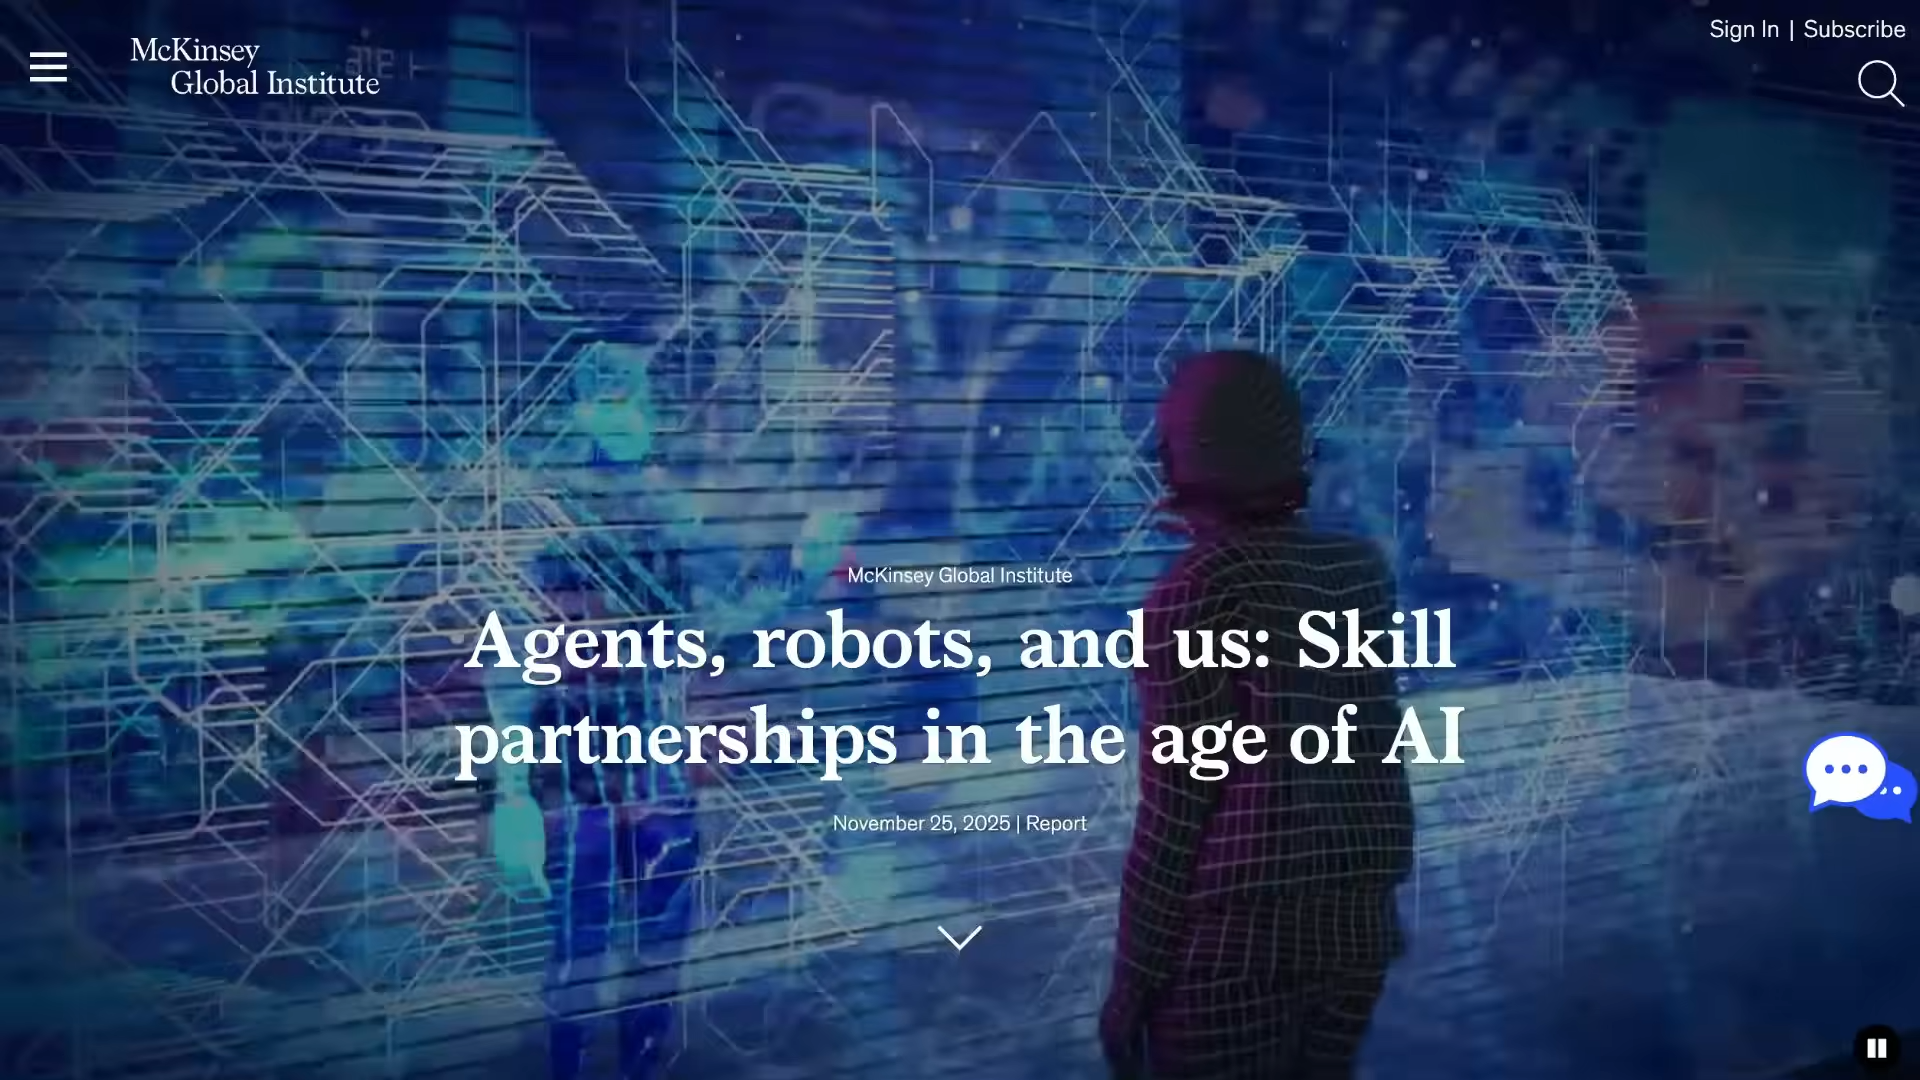 Sign In | Subscribe
McKinsey
Global Institute
McKinsey Global Institute
Agents, robots, and us: Skill
partnerships in the age of AI
November 25, 2025 | Report